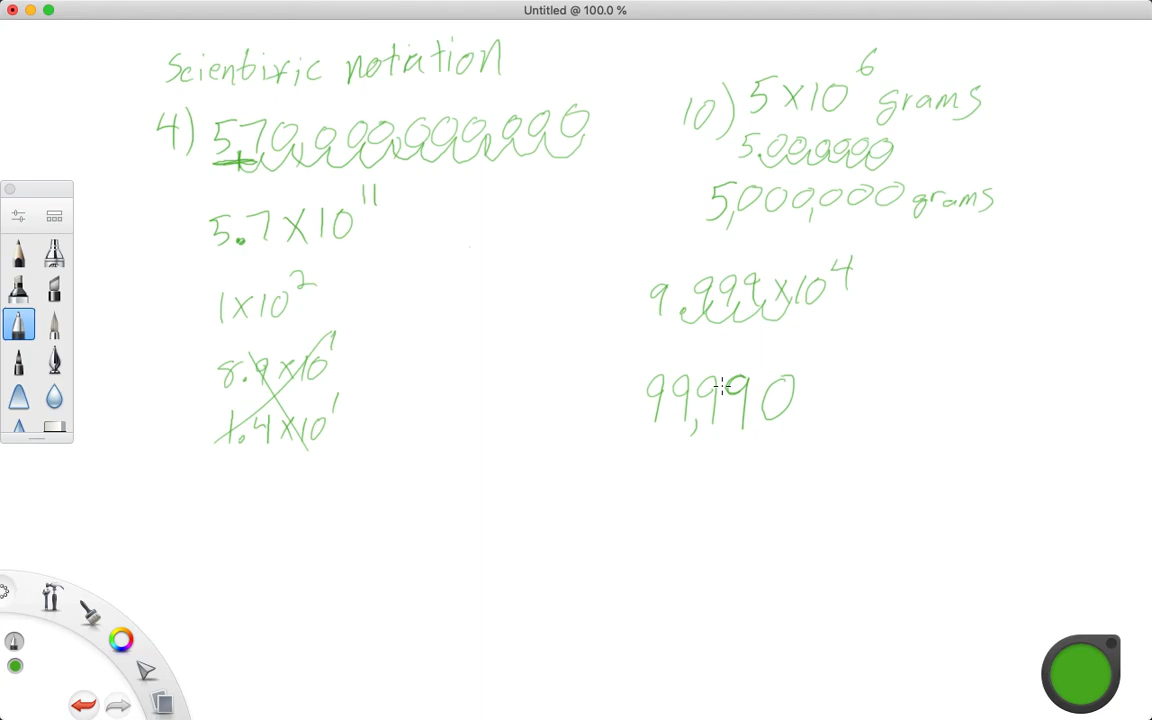 Untitled @ 100.0 %
Scientific notation
4) 570,000,000,000
5.7 X 10^11
1 X 10^2
8.9 X 10^1
1.4 X 10^1
10) 5 X 10^6 grams
5.000000
5,000,000 grams
9.999 X 10^4
99,990